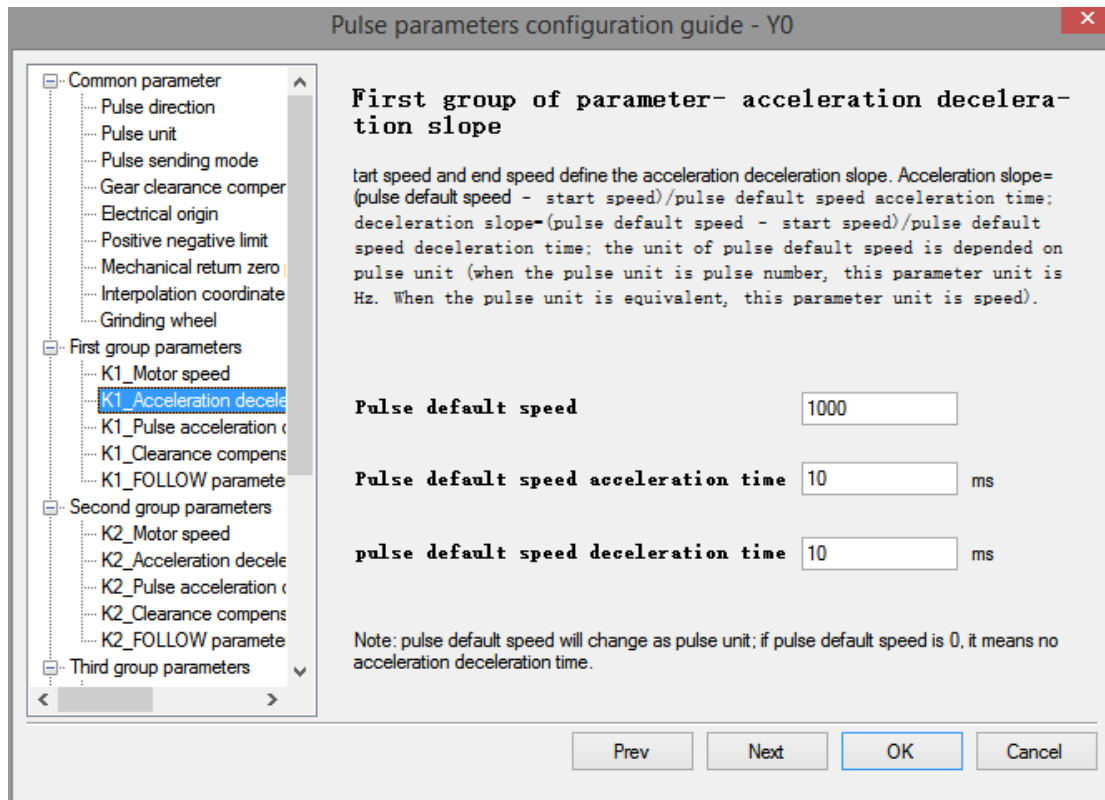 Pulse parameters configuration guide - Y0
Common parameter
Pulse direction
Pulse unit
Pulse sending mode
Gear clearance comper
Electrical origin
Positive negative limit
Mechanical return zero
Interpolation coordinate
Grinding wheel
First group parameters
K1_Motor speed
K1_Acceleration decele
K1_Pulse acceleration
K1_Clearance compens
K1_FOLLOW paramete
Second group parameters
K2_Motor speed
K2_Acceleration decele
K2_Pulse acceleration
K2_Clearance compens
K2_FOLLOW paramete
Third group parameters
First group of parameter- acceleration decelera-
tion slope
tart speed and end speed define the acceleration deceleration slope. Acceleration slope=
(pulse default speed - start speed)/pulse default speed acceleration time;
deceleration slope=(pulse default speed - start speed)/pulse default
speed deceleration time; the unit of pulse default speed is depended on
pulse unit (when the pulse unit is pulse number, this parameter unit is
Hz. When the pulse unit is equivalent, this parameter unit is speed).
Pulse default speed 1000
Pulse default speed acceleration time 10 ms
pulse default speed deceleration time 10 ms
Note: pulse default speed will change as pulse unit; if pulse default speed is 0, it means no
acceleration deceleration time.
Prev Next OK Cancel